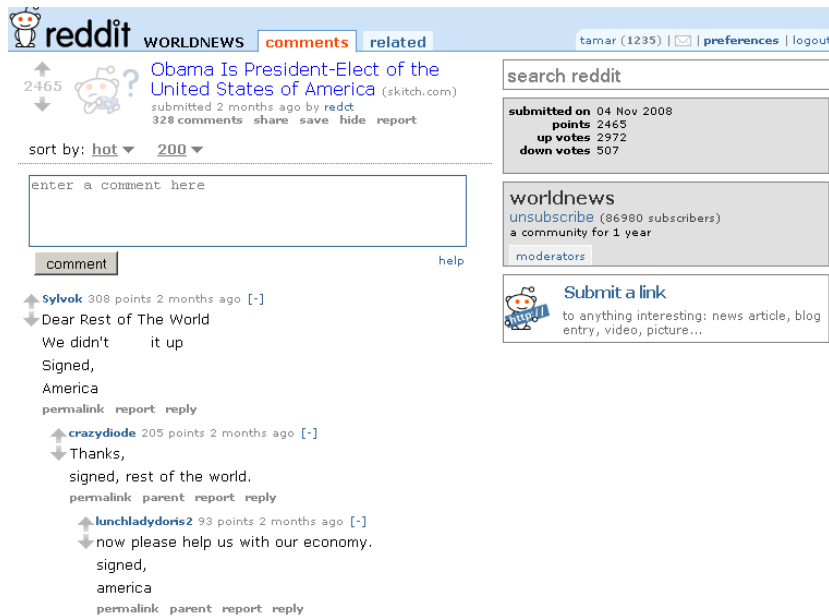 reddit WORLDNEWS comments related tamar (1235) | preferences | logout
2465
Obama Is President-Elect of the
United States of America (skitch.com)
submitted 2 months ago by redct
328 comments share save hide report
sort by: hot 200
enter a comment here
comment help
Sylvok 308 points 2 months ago [-]
Dear Rest of The World
We didn't it up
Signed,
America
permalink report reply
crazydiode 205 points 2 months ago [-]
Thanks,
signed, rest of the world.
permalink parent report reply
lunchladydoris2 93 points 2 months ago [-]
now please help us with our economy.
signed,
america
permalink parent report reply
search reddit
submitted on 04 Nov 2008
points 2465
up votes 2972
down votes 507
worldnews
unsubscribe (86980 subscribers)
a community for 1 year
moderators
http://
Submit a link
to anything interesting: news article, blog
entry, video, picture...